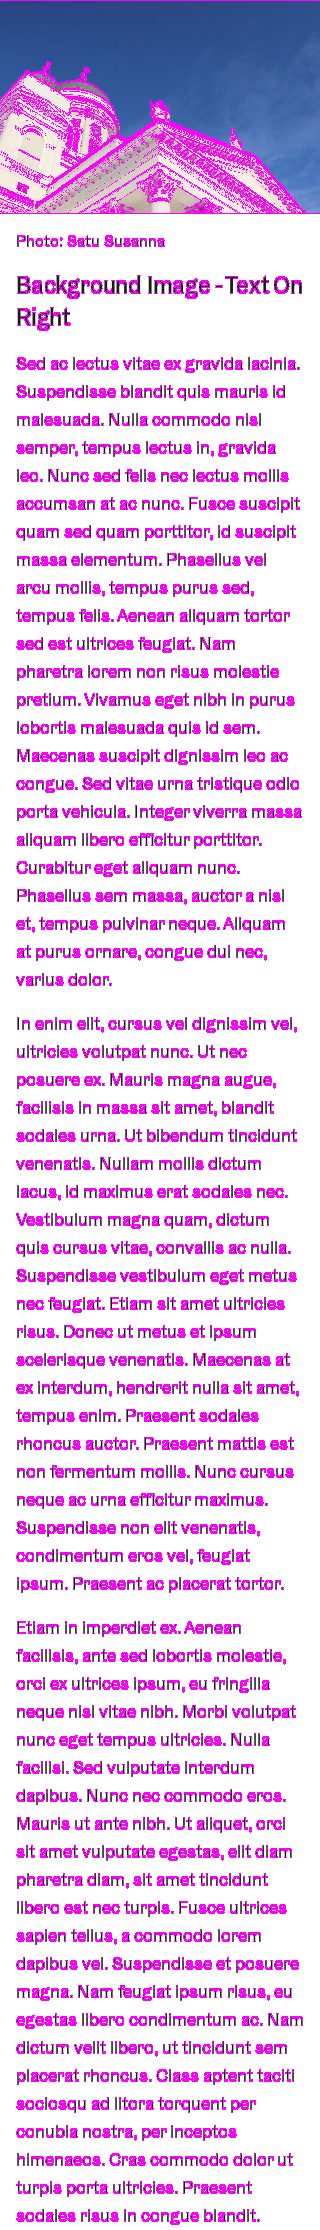 Photo: Satu Susanna
Background Image - Text On
Right
Sed ac lectus vitae ex gravida lacinia.
Suspendisse blandit quis mauris id
malesuada. Nulla commodo nisl
semper, tempus lectus in, gravida
leo. Nunc sed felis nec lectus mollis
accumsan at ac nunc. Fusce suscipit
quam sed quam porttitor, id suscipit
massa elementum. Phasellus vel
arcu mollis, tempus purus sed,
tempus felis. Aenean aliquam tortor
sed est ultrices feugiat. Nam
pharetra lorem non risus molestie
pretium. Vivamus eget nibh in purus
lobortis malesuada quis id sem.
Maecenas suscipit dignissim leo ac
congue. Sed vitae urna tristique odio
porta vehicula. Integer viverra massa
aliquam libero efficitur porttitor.
Curabitur eget aliquam nunc.
Phasellus sem massa, auctor a nisl
et, tempus pulvinar neque. Aliquam
at purus ornare, congue dui nec,
varius dolor.
In enim elit, cursus vel dignissim vel,
ultricies volutpat nunc. Ut nec
posuere ex. Mauris magna augue,
facilisis in massa sit amet, blandit
sodales urna. Ut bibendum tincidunt
venenatis. Nullam mollis dictum
lacus, id maximus erat sodales nec.
Vestibulum magna quam, dictum
quis cursus vitae, convallis ac nulla.
Suspendisse vestibulum eget metus
nec feugiat. Etiam sit amet ultricies
risus. Donec ut metus et ipsum
scelerisque venenatis. Maecenas at
ex interdum, hendrerit nulla sit amet,
tempus enim. Praesent sodales
rhoncus auctor. Praesent mattis est
non fermentum mollis. Nunc cursus
neque ac urna efficitur maximus.
Suspendisse non elit venenatis,
condimentum eros vel, feugiat
ipsum. Praesent ac placerat tortor.
Etiam in imperdiet ex. Aenean
facilisis, ante sed lobortis molestie,
orci ex ultrices ipsum, eu fringilla
neque nisl vitae nibh. Morbi volutpat
nunc eget tempus ultricies. Nulla
facilisi. Sed vulputate interdum
dapibus. Nunc nec commodo eros.
Mauris ut ante nibh. Ut aliquet, orci
sit amet vulputate egestas, elit diam
pharetra diam, sit amet tincidunt
libero est nec turpis. Fusce ultrices
sapien tellus, a commodo lorem
dapibus vel. Suspendisse et posuere
magna. Nam feugiat ipsum risus, eu
egestas libero condimentum ac. Nam
dictum velit libero, ut tincidunt sem
placerat rhoncus. Class aptent taciti
sociosqu ad litora torquent per
conubia nostra, per inceptos
himenaeos. Cras commodo dolor ut
turpis porta ultricies. Praesent
sodales risus in congue blandit.